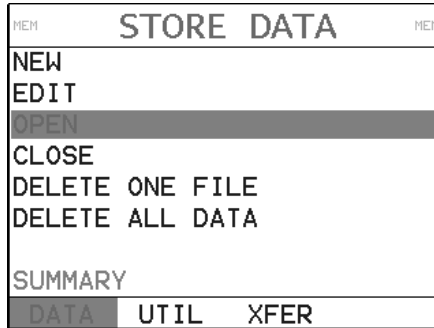 MEM STORE DATA MEM
NEW
EDIT
OPEN
CLOSE
DELETE ONE FILE
DELETE ALL DATA
SUMMARY
DATA UTIL XFER